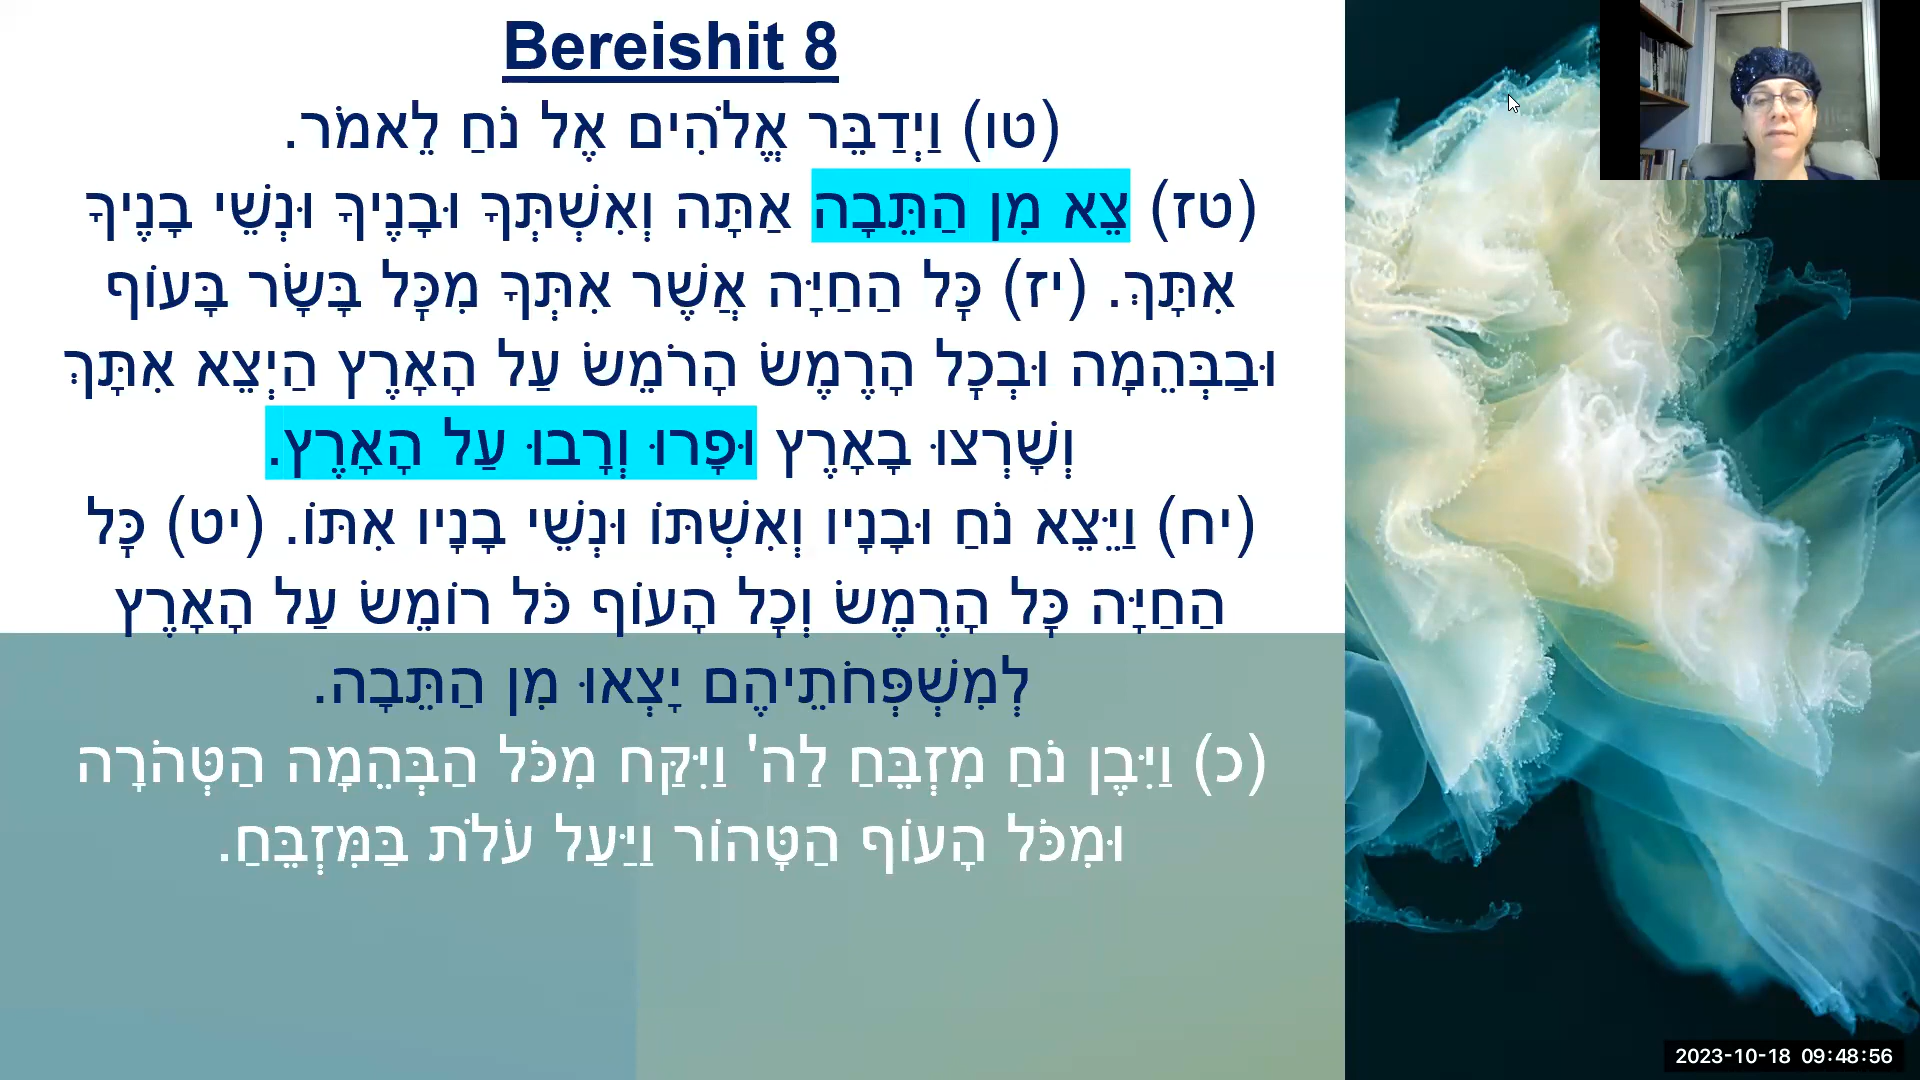 Bereishit 8
(טו) וַיְדַבֵּר אֱלֹהִים אֶל נֹחַ לֵאמֹר.
(טז) צֵא מִן הַתֵּבָה אַתָּה וְאִשְׁתְּךָ וּבָנֶיךָ וּנְשֵׁי בָנֶיךָ
אִתָּךְ. (יז) כׇּל הַחַיָּה אֲשֶׁר אִתְּךָ מִכׇּל בָּשָׂר בָּעוֹף
וּבַבְּהֵמָה וּבְכׇל הָרֶמֶשׂ הָרֹמֵשׂ עַל הָאָרֶץ הַיְצֵא אִתָּךְ
וְשָׁרְצוּ בָאָרֶץ וּפָרוּ וְרָבוּ עַל הָאָרֶץ.
(יח) וַיֵּצֵא נֹחַ וּבָנָיו וְאִשְׁתּוֹ וּנְשֵׁי בָנָיו אִתּוֹ. (יט) כׇּל
הַחַיָּה כׇּל הָרֶמֶשׂ וְכׇל הָעוֹף כֹּל רוֹמֵשׂ עַל הָאָרֶץ
לְמִשְׁפְּחֹתֵיהֶם יָצְאוּ מִן הַתֵּבָה.
(כ) וַיִּבֶן נֹחַ מִזְבֵּחַ לַה' וַיִּקַּח מִכֹּל הַבְּהֵמָה הַטְּהֹרָה
וּמִכֹּל הָעוֹף הַטָּהוֹר וַיַּעַל עֹלֹת בַּמִּזְבֵּחַ.
2023-10-18 09:48:56